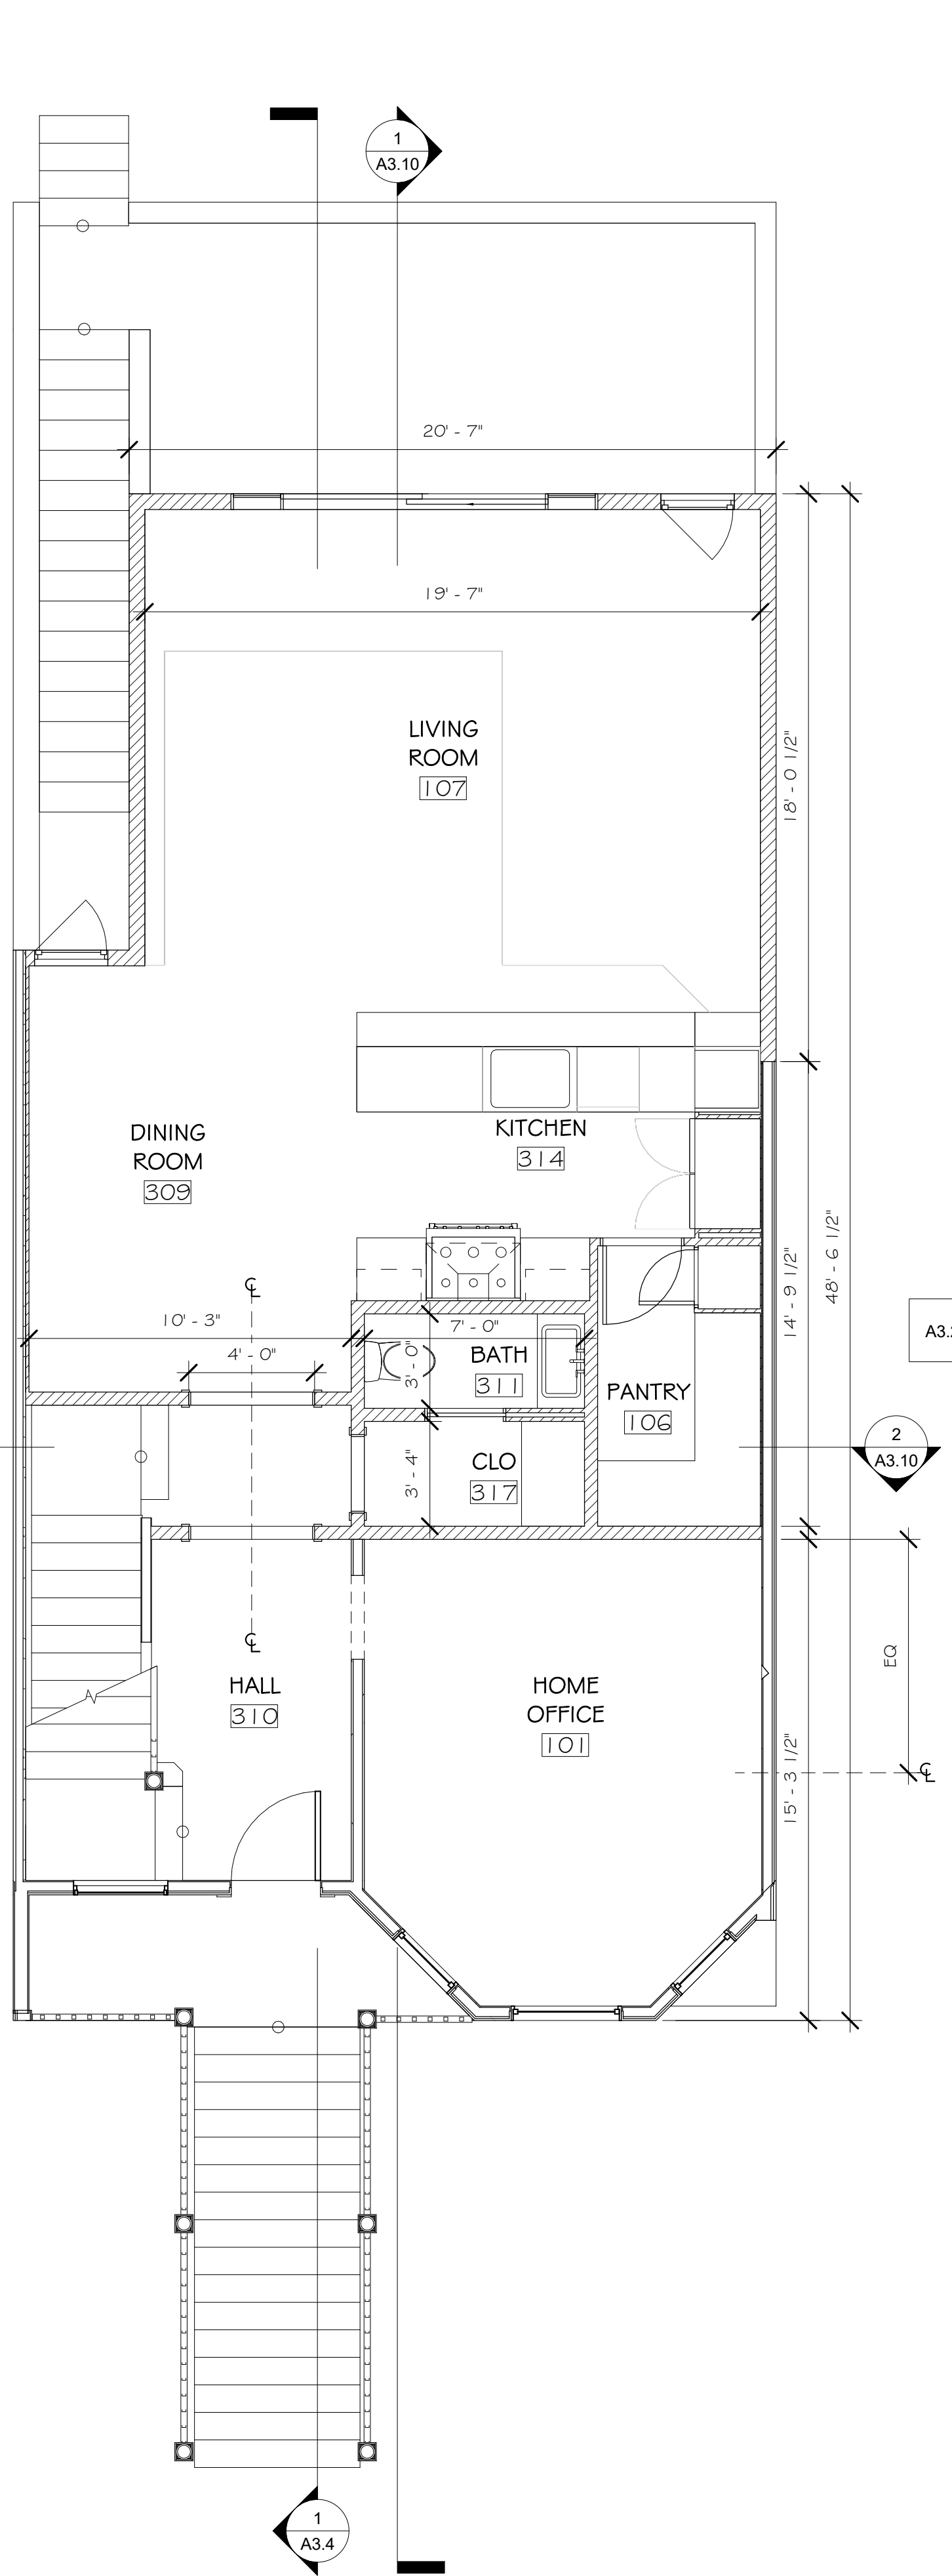 1
A3.10
20' - 7"
19' - 7"
LIVING
ROOM
107
18' - 0 1/2"
KITCHEN
314
DINING
ROOM
309
48' - 6 1/2"
14' - 9 1/2"
℄
10' - 3"
7' - 0"
4' - 0"
3' - 0"
BATH
311
PANTRY
106
2
A3.10
CLO
317
3' - 4"
℄
HALL
310
HOME
OFFICE
101
EQ
15' - 3 1/2"
℄
1
A3.4